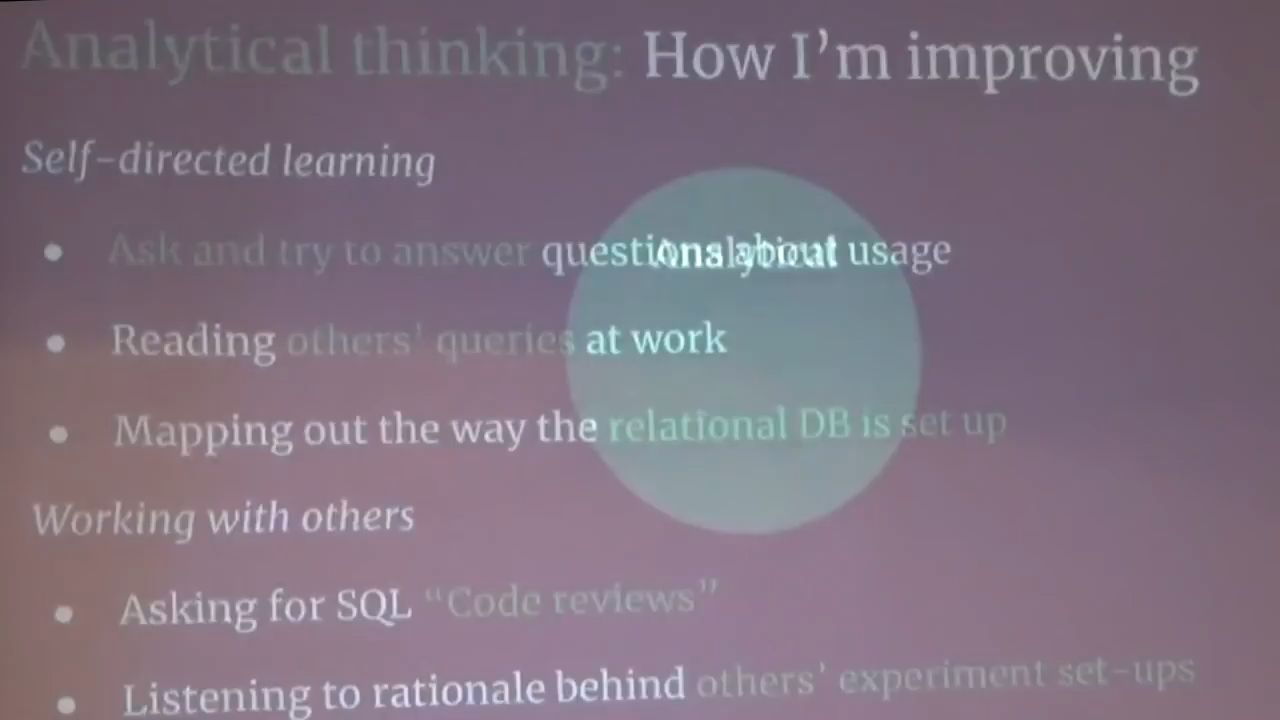 Analytical thinking: How I'm improving
Self-directed learning
• Ask and try to answer questions about usage
Analytical
• Reading others' queries at work
• Mapping out the way the relational DB is set up
Working with others
• Asking for SQL “Code reviews”
• Listening to rationale behind others' experiment set-ups